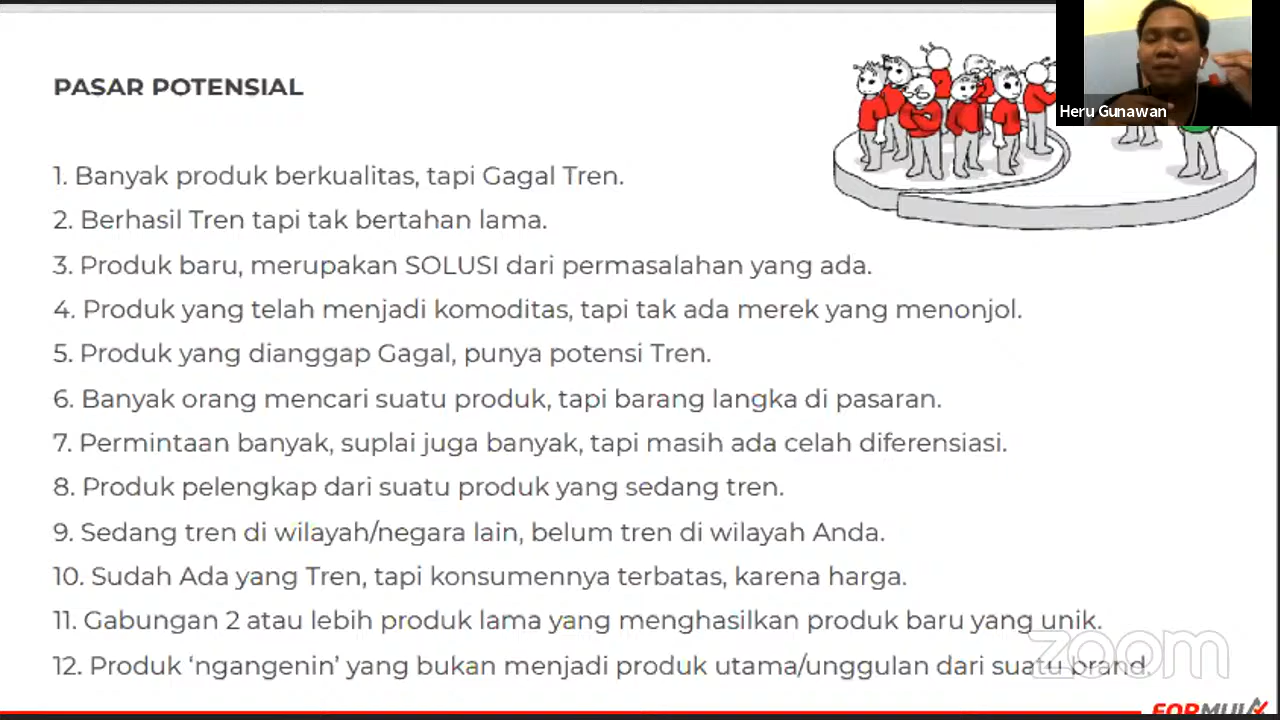 PASAR POTENSIAL
Heru Gunawan
1. Banyak produk berkualitas, tapi Gagal Tren.
2. Berhasil Tren tapi tak bertahan lama.
3. Produk baru, merupakan SOLUSI dari permasalahan yang ada.
4. Produk yang telah menjadi komoditas, tapi tak ada merek yang menonjol.
5. Produk yang dianggap Gagal, punya potensi Tren.
6. Banyak orang mencari suatu produk, tapi barang langka di pasaran.
7. Permintaan banyak, suplai juga banyak, tapi masih ada celah diferensiasi.
8. Produk pelengkap dari suatu produk yang sedang tren.
9. Sedang tren di wilayah/negara lain, belum tren di wilayah Anda.
10. Sudah Ada yang Tren, tapi konsumennya terbatas, karena harga.
11. Gabungan 2 atau lebih produk lama yang menghasilkan produk baru yang unik.
12. Produk ‘ngangenin’ yang bukan menjadi produk utama/unggulan dari suatu brand.
zoom